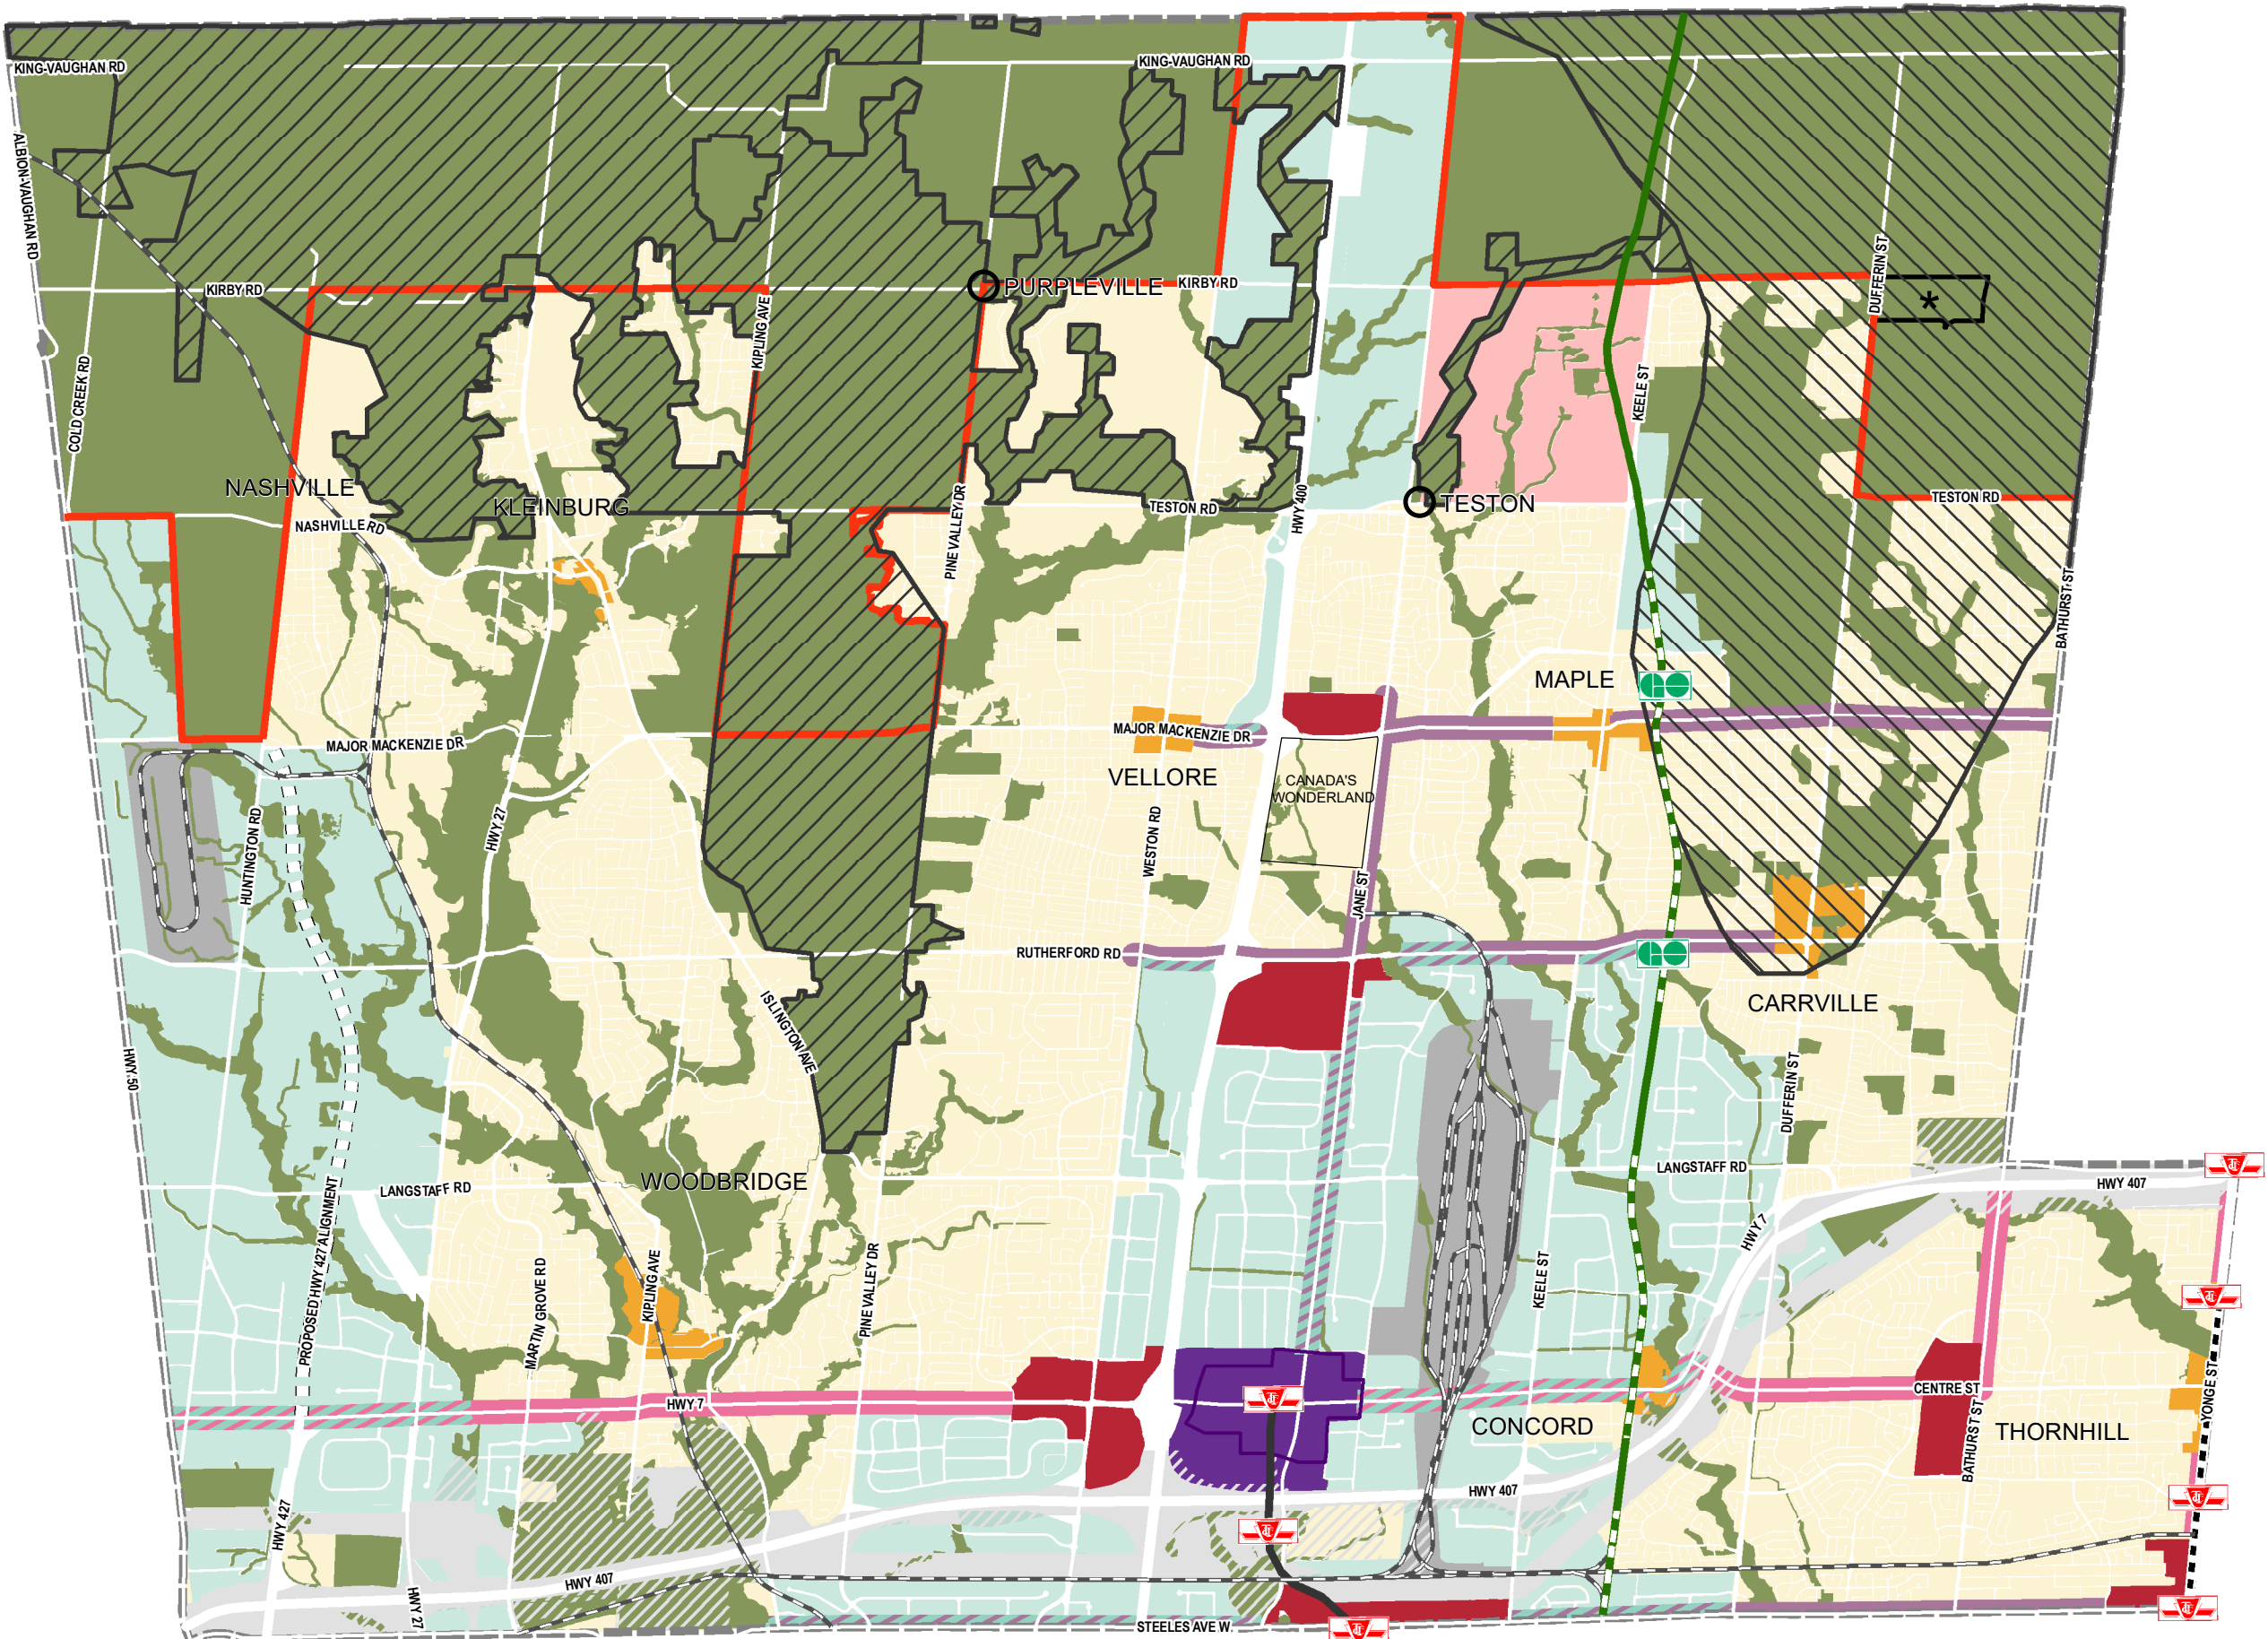 KING-VAUGHAN RD
KING-VAUGHAN RD
ALBION-VAUGHAN RD
DUFFERIN ST
KIRBY RD
PURPLEVILLE
KIRBY RD
*
KIPLING AVE
COLD CREEK RD
KEELE ST
NASHVILLE
KLEINBURG
NASHVILLE RD
PINE VALLEY DR
TESTON RD
HWY 400
TESTON
TESTON RD
BATHURST ST
MAPLE
GO
MAJOR MACKENZIE DR
MAJOR MACKENZIE DR
VELLORE
CANADA'S
WONDERLAND
HWY 27
HUNTINGTON RD
WESTON RD
JANE ST
RUTHERFORD RD
GO
ISLINGTON AVE
CARRVILLE
HWY 50
DUFFERIN ST
WOODBRIDGE
LANGSTAFF RD
LANGSTAFF RD
HWY 407
PROPOSED HWY 427 ALIGNMENT
HWY 7
MARTIN GROVE RD
KIPLING AVE
PINE VALLEY DR
KEELE ST
HWY 7
CENTRE ST
YONGE ST
CONCORD
BATHURST ST
THORNHILL
HWY 427
HWY 407
HWY 407
HWY 27
STEELES AVE W